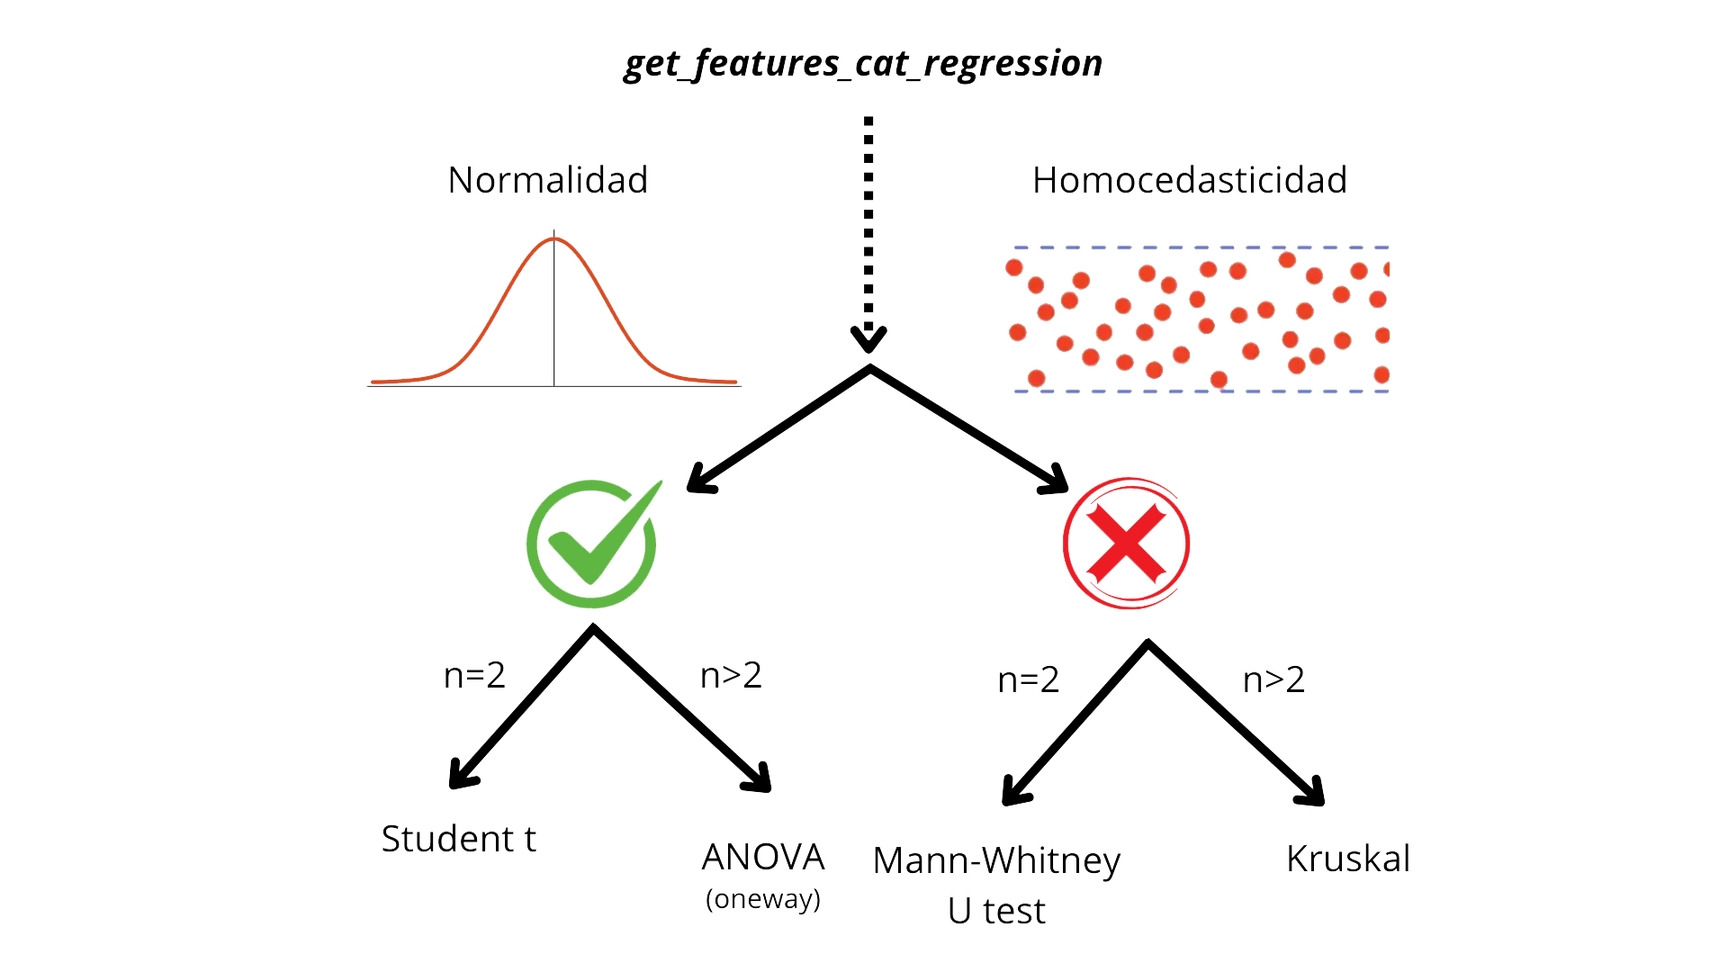 get_features_cat_regression
Normalidad
Homocedasticidad
n=2
n>2
n=2
n>2
Student t
ANOVA
(oneway)
Mann-Whitney
U test
Kruskal